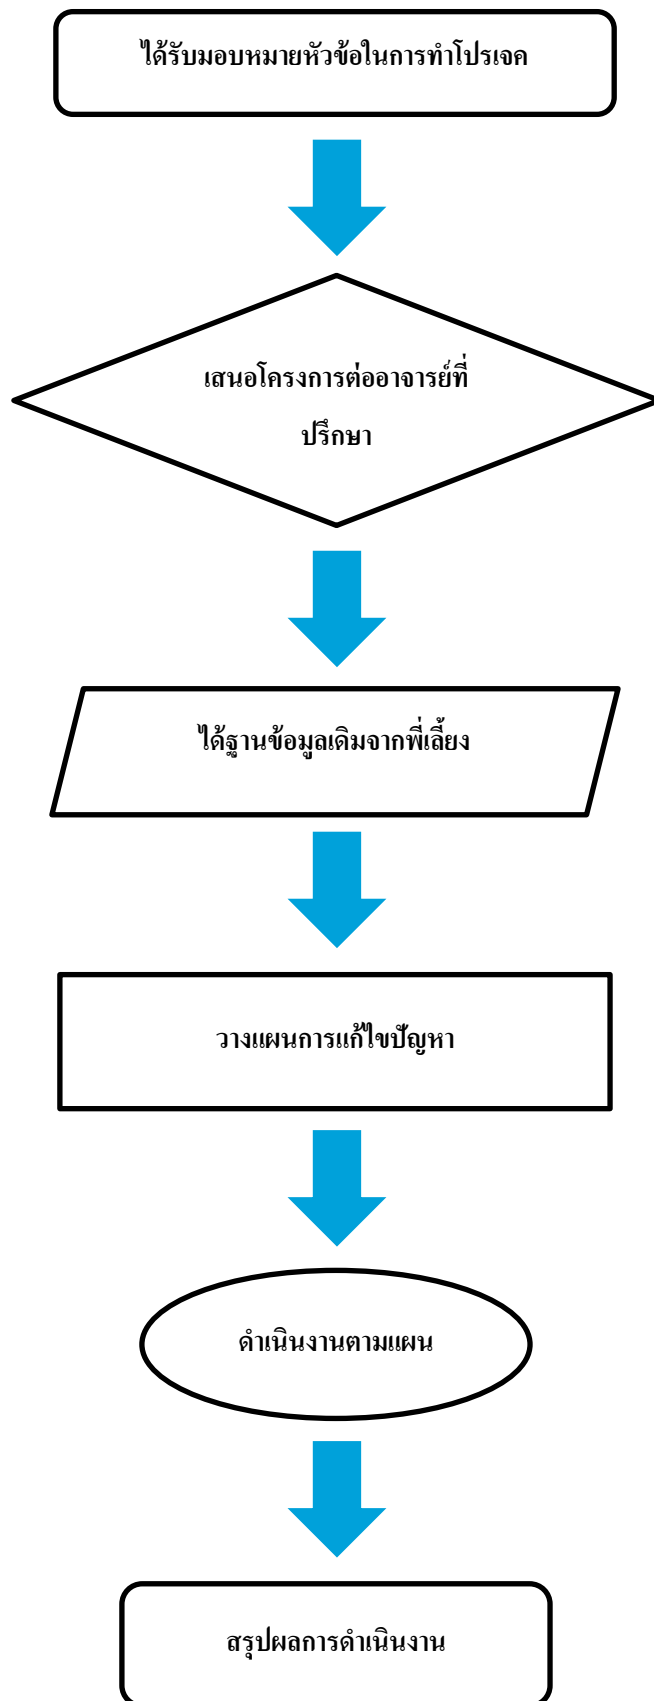 ได้รับมอบหมายหัวข้อในการทำโปรเจค
เสนอโครงการต่ออาจารย์ที่
ปรึกษา
ได้ฐานข้อมูลเดิมจากพี่เลี้ยง
วางแผนการแก้ไขปัญหา
ดำเนินงานตามแผน
สรุปผลการดำเนินงาน